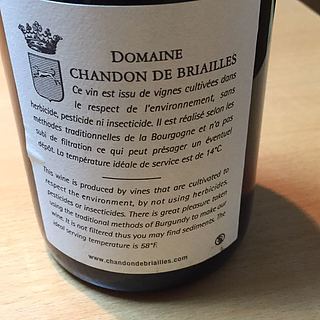 DOMAINE
CHANDON DE BRIAILLES
Ce vin est issu de vignes cultivées dans
le respect de l'environnement, sans
herbicide, pesticide ni insecticide. Il est réalisé selon les
méthodes traditionnelles de la Bourgogne et n'a pas
subi de filtration ce qui peut présager un éventuel
dépôt. La température idéale de service est de 14°C.
This wine is produced by vines that are cultivated to
respect the environment, by not using herbicides,
pesticides or insecticides. There is great pleasure taken
using the traditional methods of Burgundy to make our
wine. It is not filtered thus you may find sediments. The
ideal serving temperature is 58°F.
www.chandondebriailles.com